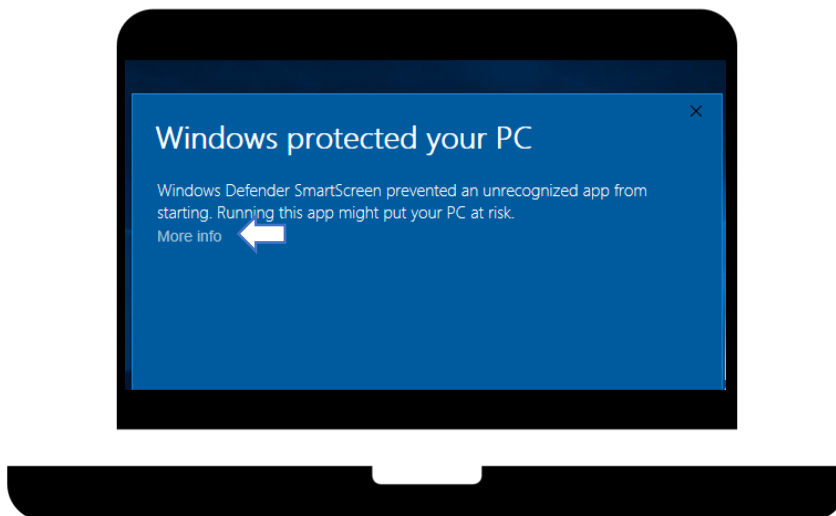 Windows protected your PC
Windows Defender SmartScreen prevented an unrecognized app from
starting. Running this app might put your PC at risk.
More info